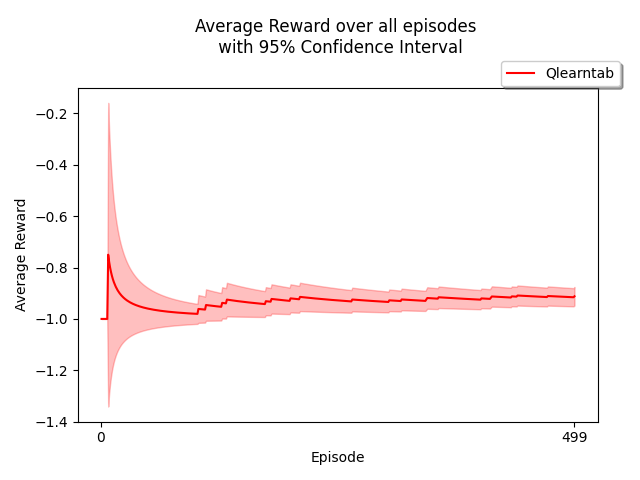 Average Reward over all episodes
with 95% Confidence Interval
Qlearntab
−0.2
−0.4
−0.6
−0.8
−1.0
−1.2
−1.4
Average Reward
0
499
Episode